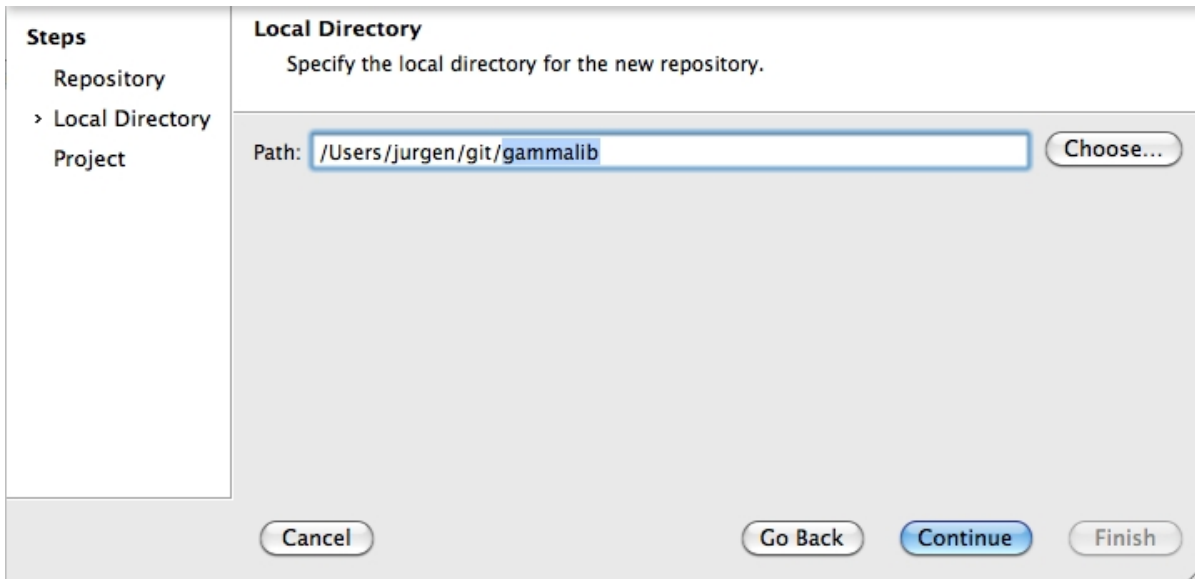 Steps
Repository
› Local Directory
Project
Local Directory
Specify the local directory for the new repository.
Path: /Users/jurgen/git/gammalib Choose...
Cancel Go Back Continue Finish